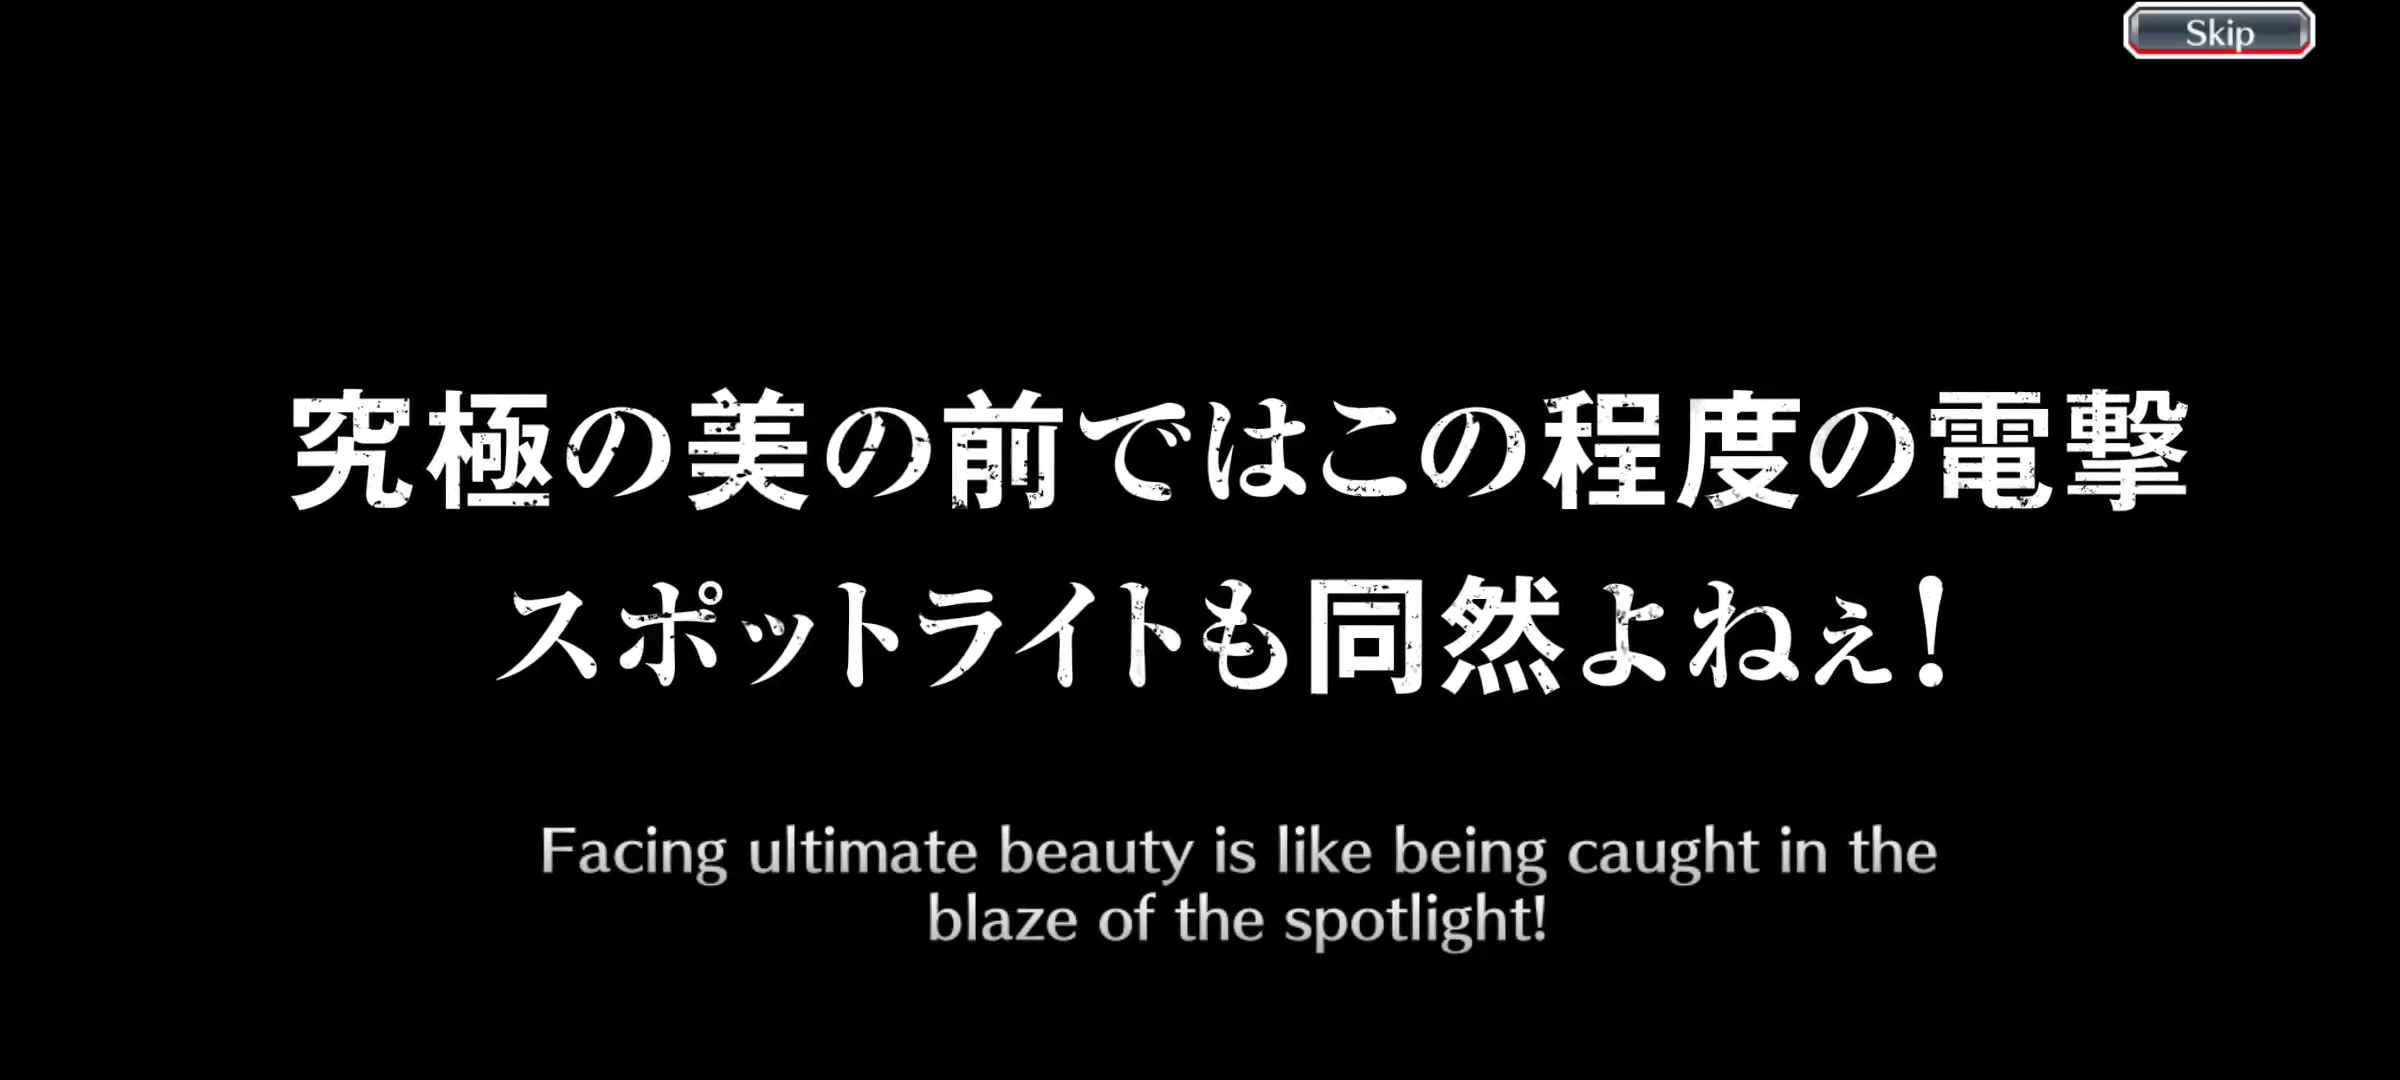 Skip
究極の美の前ではこの程度の電撃
スポットライトも同然よねぇ！
Facing ultimate beauty is like being caught in the
blaze of the spotlight!